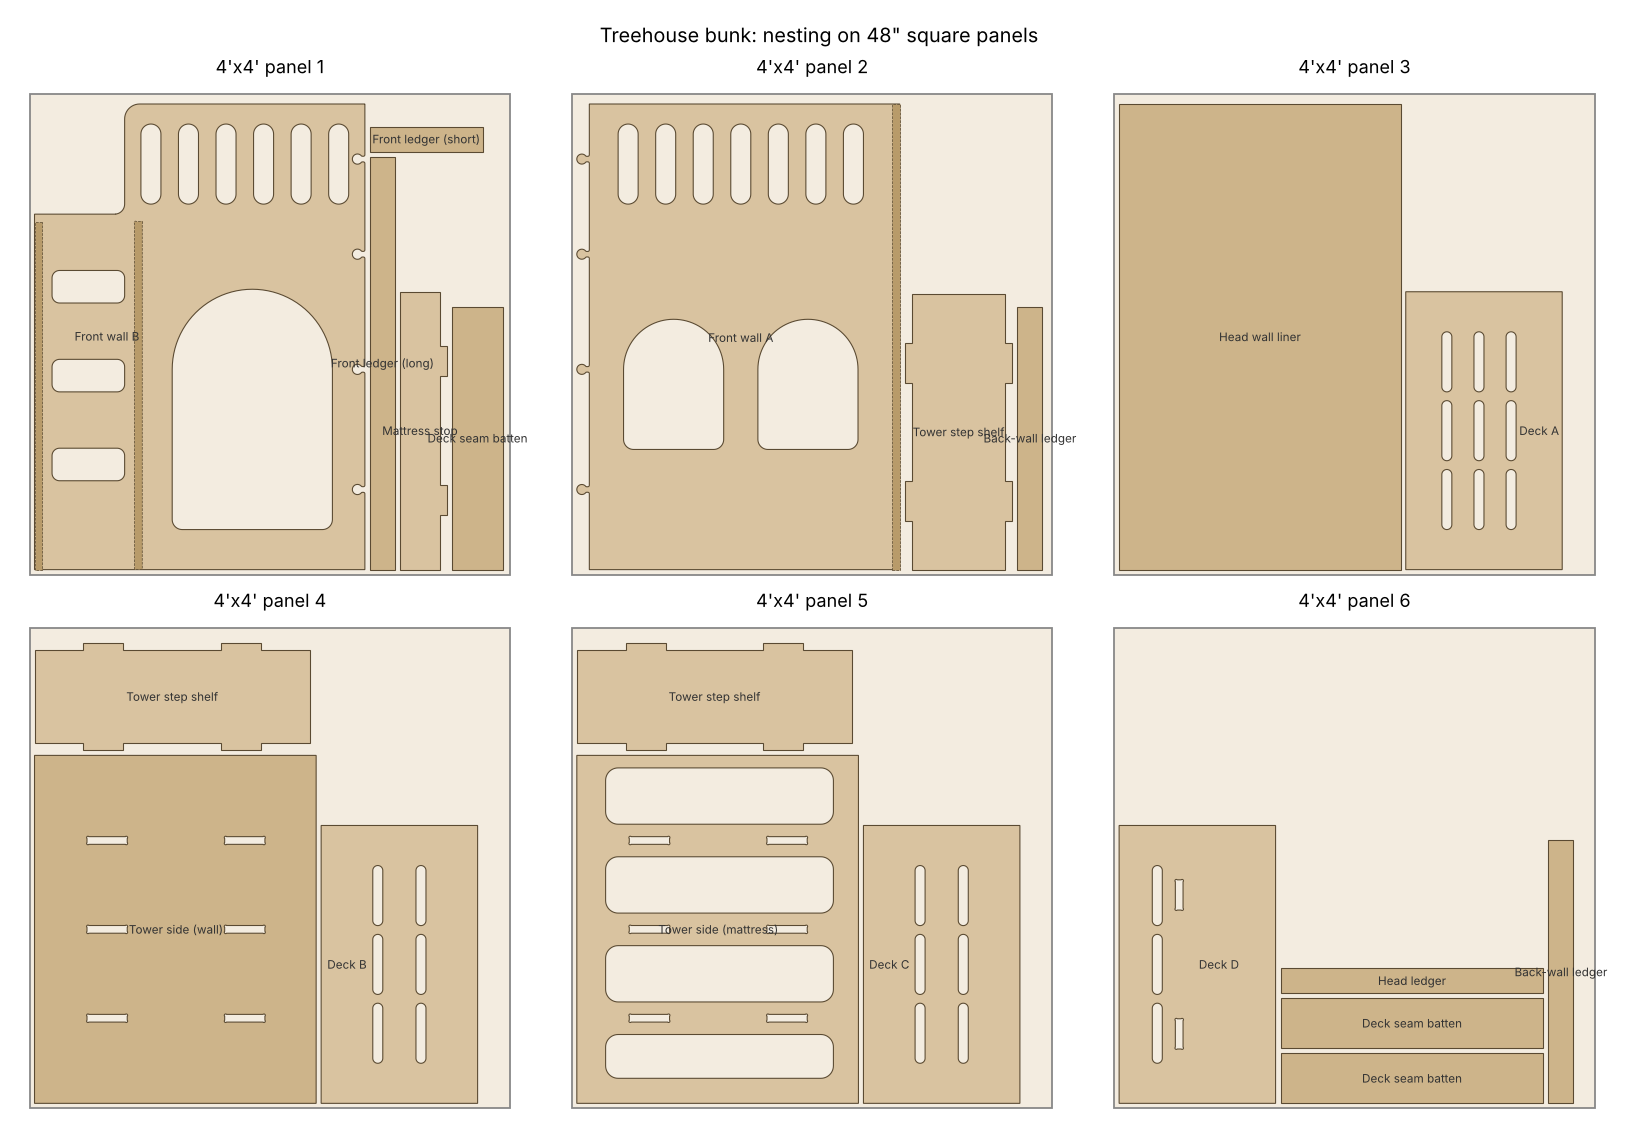 Treehouse bunk: nesting on 48" square panels
4'x4' panel 1
4'x4' panel 2
4'x4' panel 3
Front ledger (short)
Front wall B
Front ledger (long)
Mattress stop
Deck seam batten
Front wall A
Tower step shelf
Back-wall ledger
Head wall liner
Deck A
4'x4' panel 4
4'x4' panel 5
4'x4' panel 6
Tower step shelf
Tower side (wall)
Deck B
Tower step shelf
Tower side (mattress)
Deck C
Deck D
Head ledger
Back-wall ledger
Deck seam batten
Deck seam batten